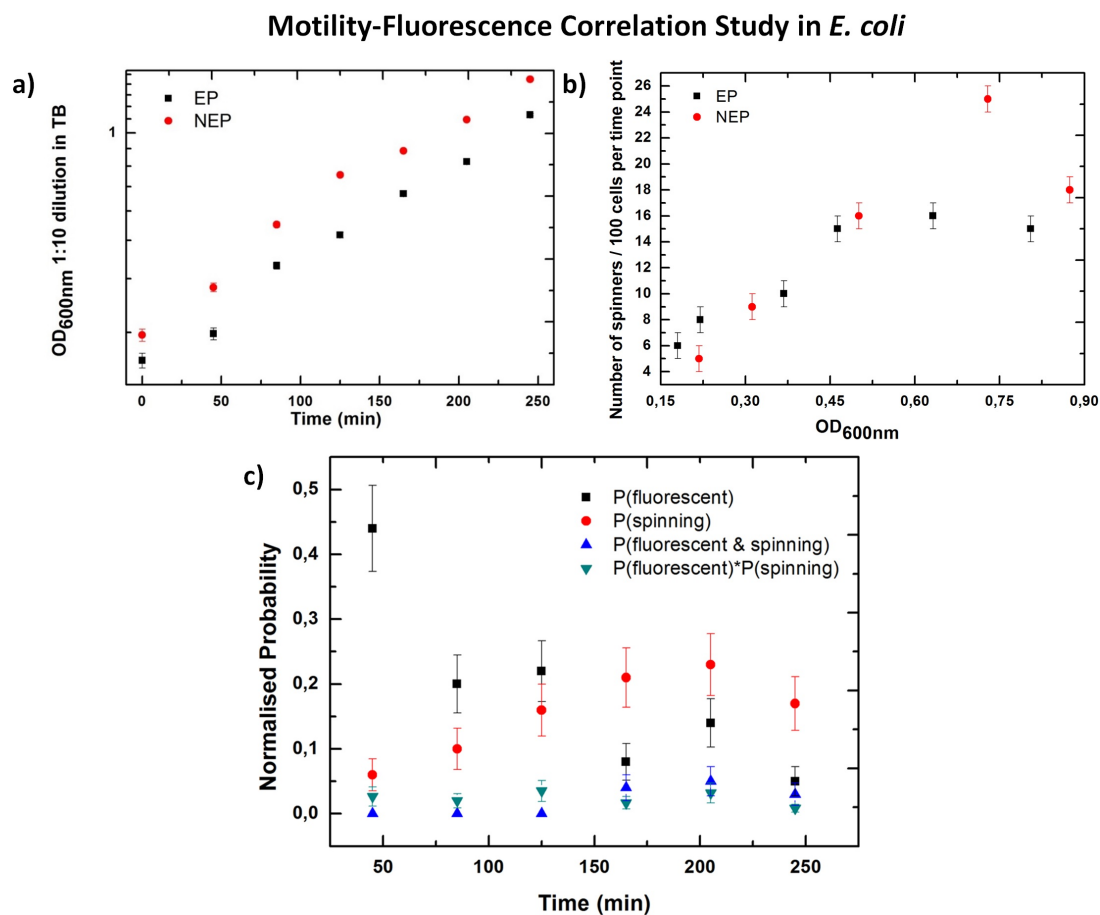 Motility-Fluorescence Correlation Study in E. coli
a)
EP
NEP
1
OD600nm 1:10 dilution in TB
0 50 100 150 200 250
Time (min)
b)
EP
NEP
26
24
22
20
18
16
14
12
10
8
6
4
Number of spinners / 100 cells per time point
0,15 0,30 0,45 0,60 0,75 0,90
OD600nm
c)
P(fluorescent)
P(spinning)
P(fluorescent & spinning)
P(fluorescent)*P(spinning)
0,5
0,4
0,3
0,2
0,1
0,0
Normalised Probability
50 100 150 200 250
Time (min)